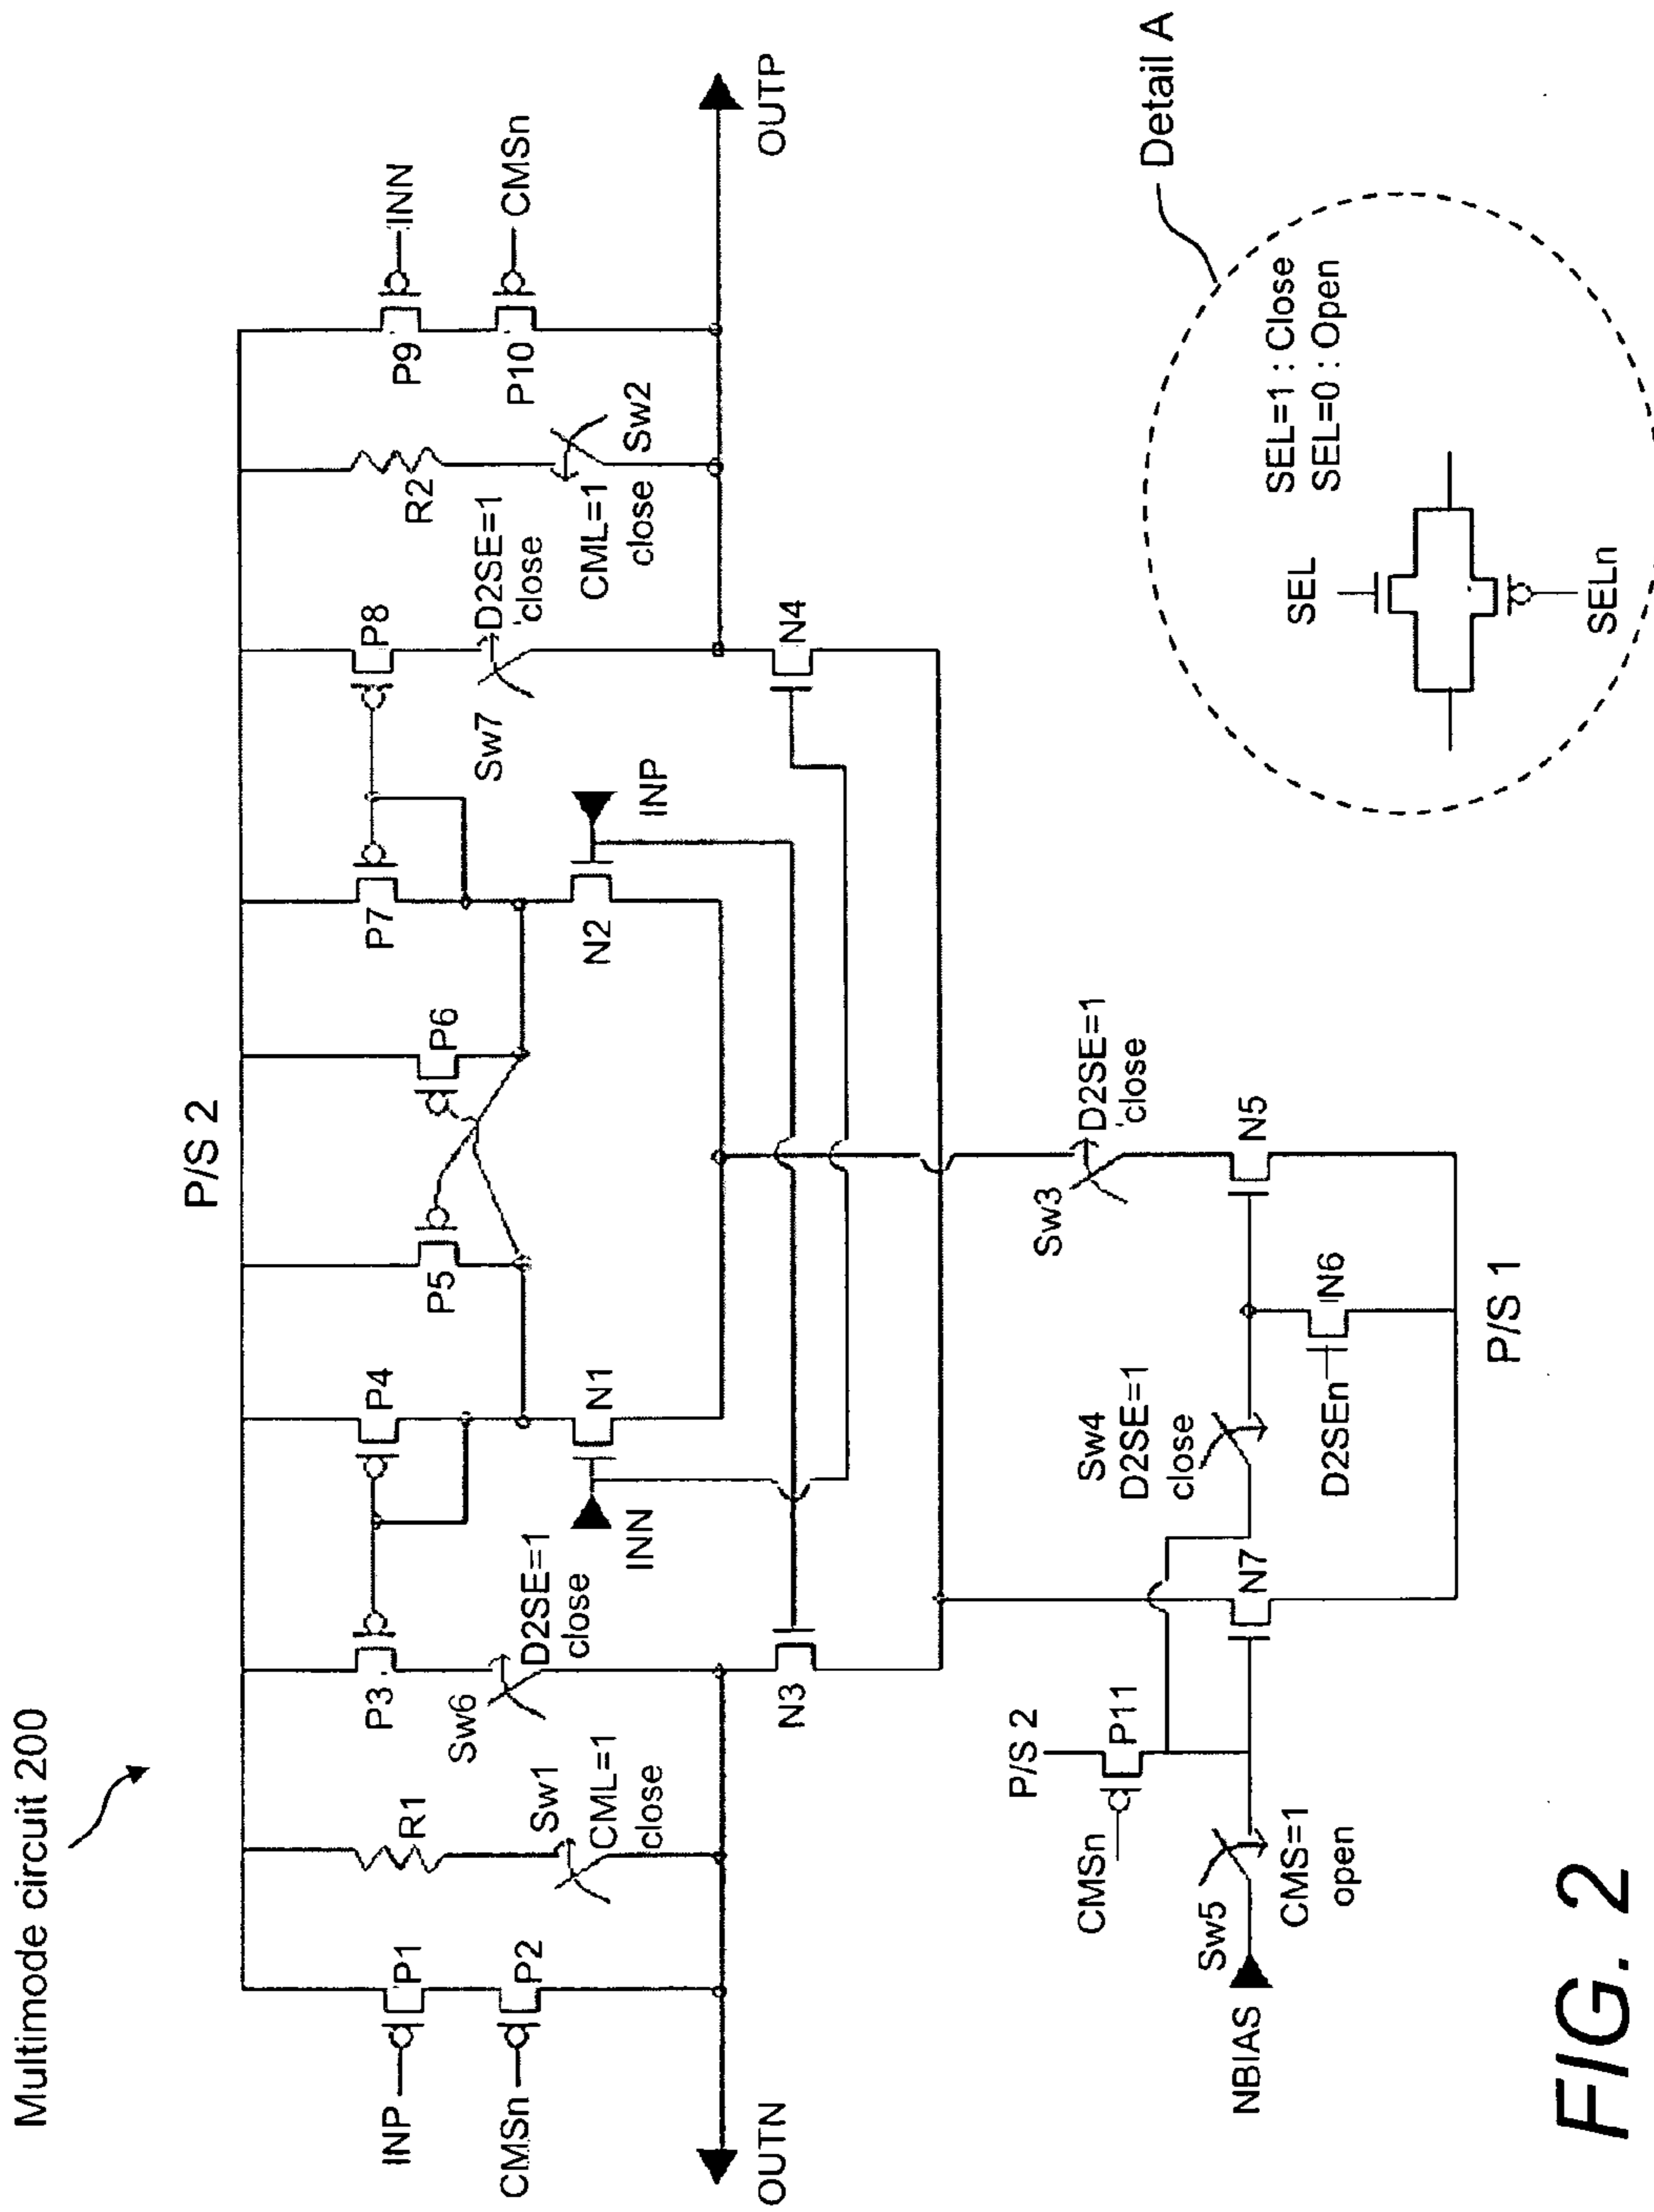 Multimode circuit 200
P/S 2
INP
P1
CMSn
P2
R1
Sw1
CML=1
close
P3
Sw6
D2SE=1
close
P4
P5
P6
P7
P8
Sw7
D2SE=1
close
R2
CML=1
close
Sw2
P9
INN
P10
CMSn
INN
N1
N2
INP
OUTN
N3
N4
OUTP
P/S 2
CMSn
P11
Sw4
D2SE=1
close
Sw3
D2SE=1
close
NBIAS
Sw5
CMS=1
open
N7
D2SEn
N6
N5
P/S 1
Detail A
SEL
SELn
SEL=1 : Close
SEL=0 : Open
FIG. 2